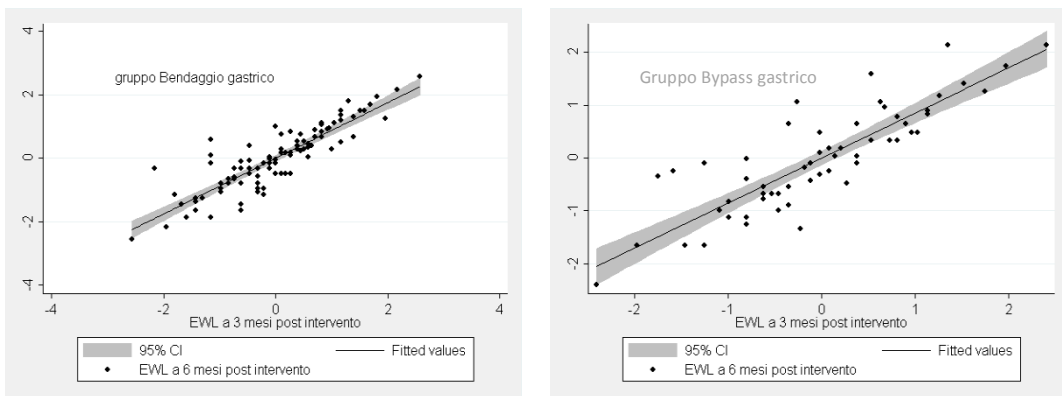 gruppo Bendaggio gastrico
4
2
0
-2
-4
-4
-2
0
2
4
EWL a 3 mesi post intervento
95% CI
Fitted values
EWL a 6 mesi post intervento
Gruppo Bypass gastrico
2
1
0
-1
-2
-2
-1
0
1
2
EWL a 3 mesi post intervento
95% CI
Fitted values
EWL a 6 mesi post intervento